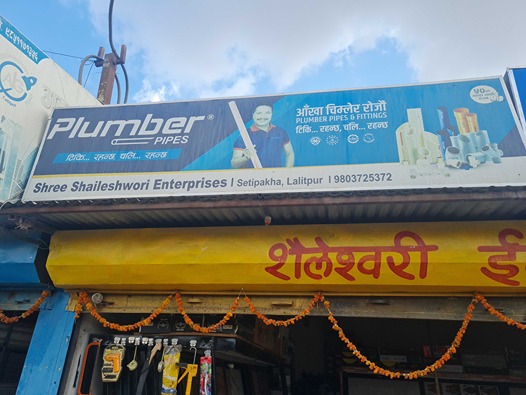 Plumber®
PIPES
टिकि... रहन्छ, चलि... रहन्छ
आँखा चिम्लेर रोजौं
PLUMBER PIPES & FITTINGS
टिकि... रहन्छ, चलि... रहन्छ
Shree Shaileshwori Enterprises | Setipakha, Lalitpur | 9803725372
शैलेश्वरी ई